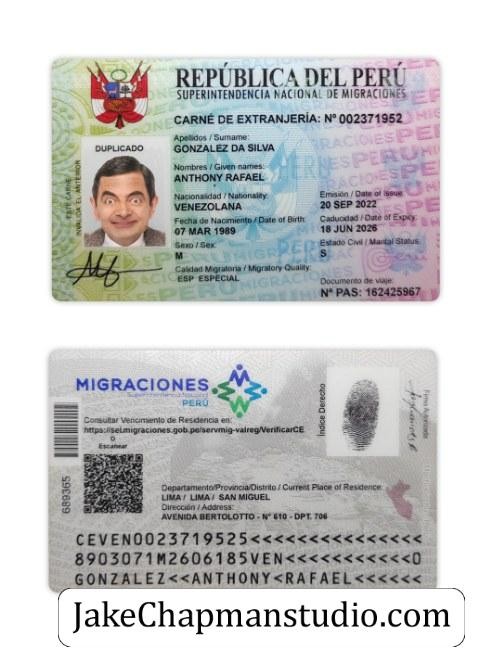 REPÚBLICA DEL PERÚ
SUPERINTENDENCIA NACIONAL DE MIGRACIONES
CARNÉ DE EXTRANJERÍA: Nº 002371952
Apellidos / Surname:
GONZALEZ DA SILVA
DUPLICADO
Nombres / Given names:
ANTHONY RAFAEL
ESTE CARNÉ
INVALIDA EL ANTERIOR
Nacionalidad / Nationality:
VENEZOLANA
Emisión / Date of Issue:
20 SEP 2022
Fecha de Nacimiento / Date of Birth:
07 MAR 1989
Caducidad / Date of Expiry:
18 JUN 2026
Sexo / Sex:
M
Estado Civil / Marital Status:
S
Calidad Migratoria / Migratory Quality:
ESP ESPECIAL
Documento de viaje:
Nº PAS: 162425967
MIGRACIONES
Superintendencia Nacional
PERÚ
Consultar Vencimiento de Residencia en:
https://sel.migraciones.gob.pe/servmig-valreg/VerificarCE
O
Escanear
Índice Derecho
Firma Autorizada
689365
Departamento/Provincia/Distrito / Current Place of Residence:
LIMA / LIMA / SAN MIGUEL
Dirección / Address:
AVENIDA BERTOLOTTO - Nº 610 - DPT. 706
CEVEN0023719525<<<<<<<<<<<<<<<
8903071M2606185VEN<<<<<<<<<<<0
GONZALEZ<<ANTHONY<RAFAEL<<<<<<
JakeChapmanstudio.com